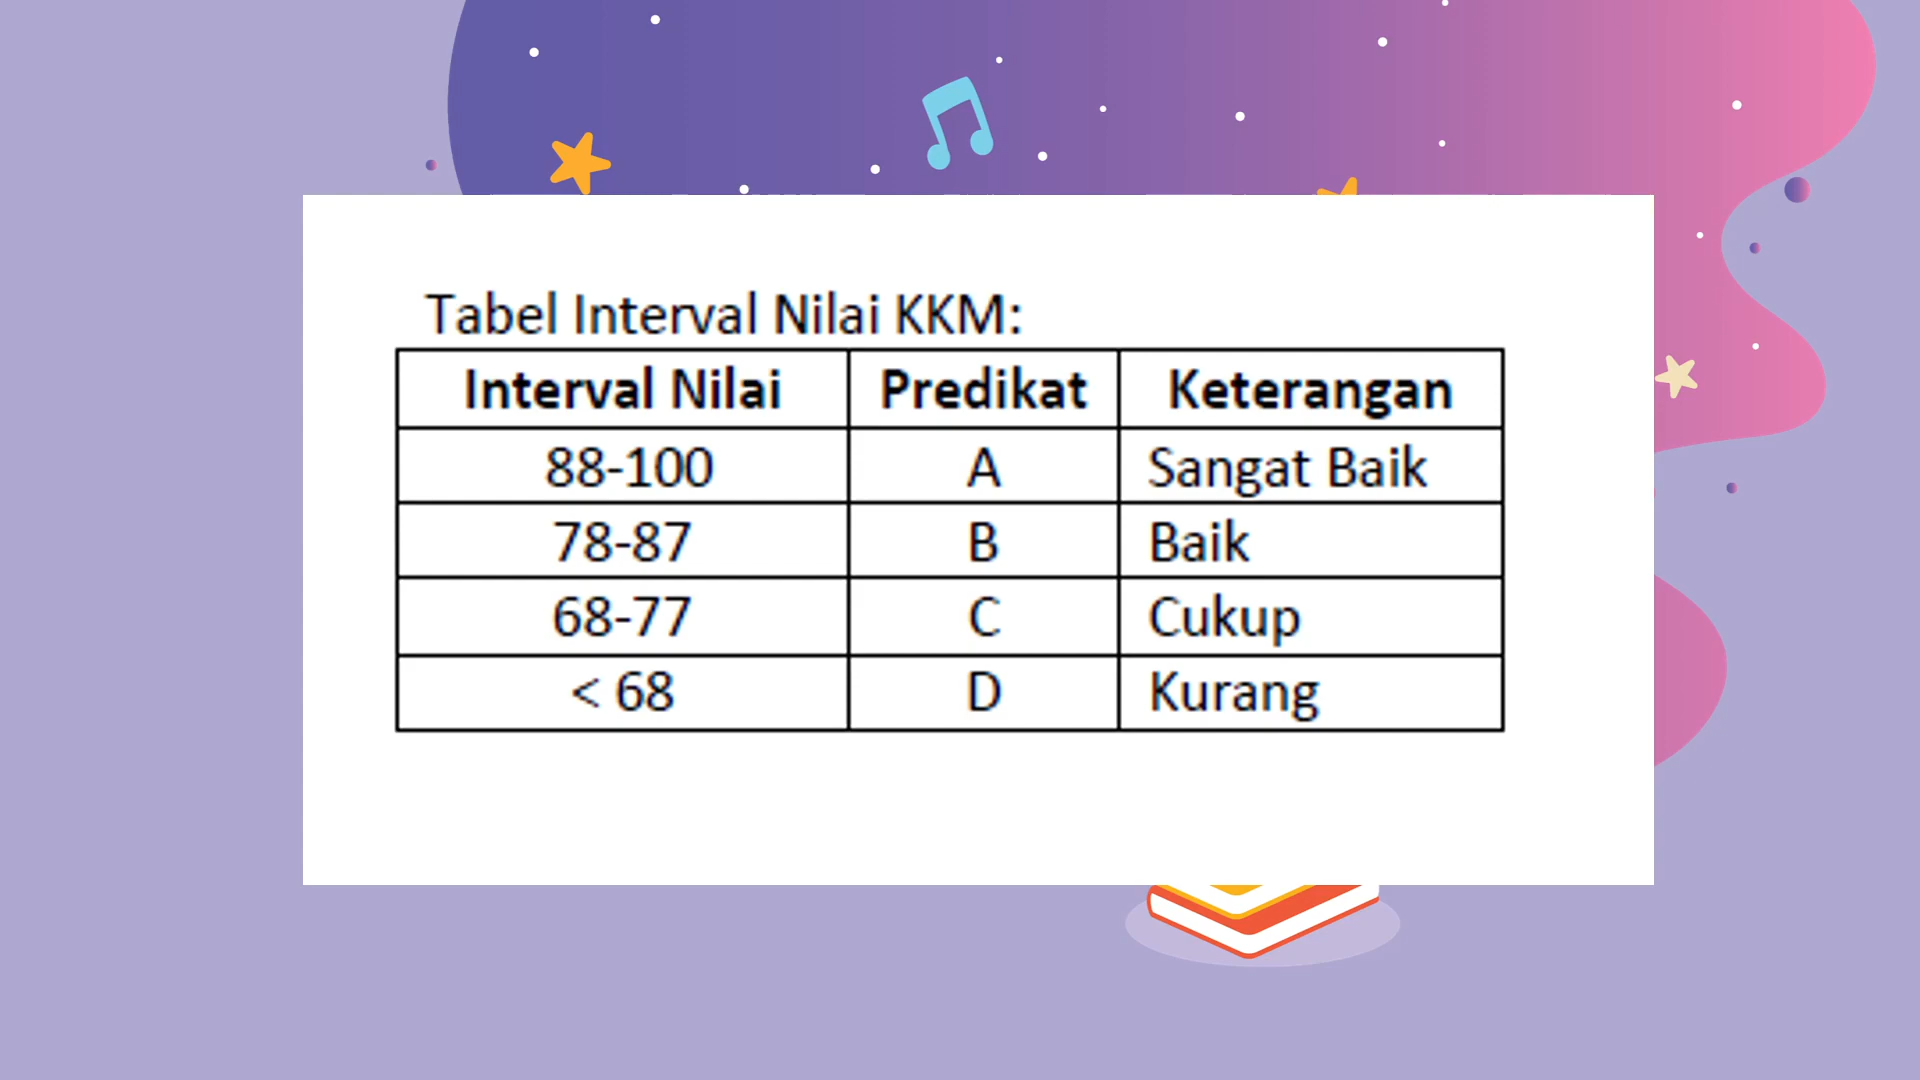 Tabel Interval Nilai KKM:
Interval Nilai Predikat Keterangan
88-100 A Sangat Baik
78-87 B Baik
68-77 C Cukup
< 68 D Kurang